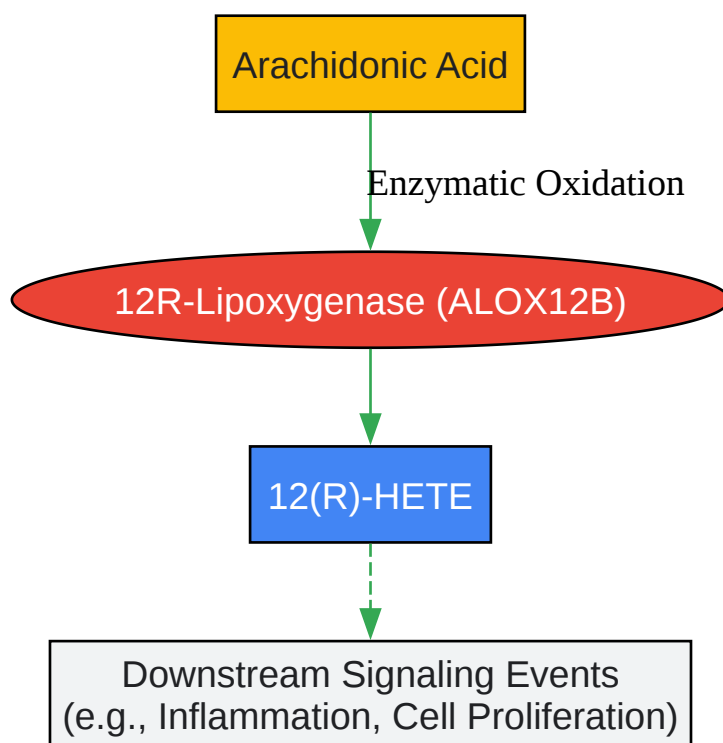 Arachidonic Acid
Enzymatic Oxidation
12R-Lipoxygenase (ALOX12B)
12(R)-HETE
Downstream Signaling Events
(e.g., Inflammation, Cell Proliferation)